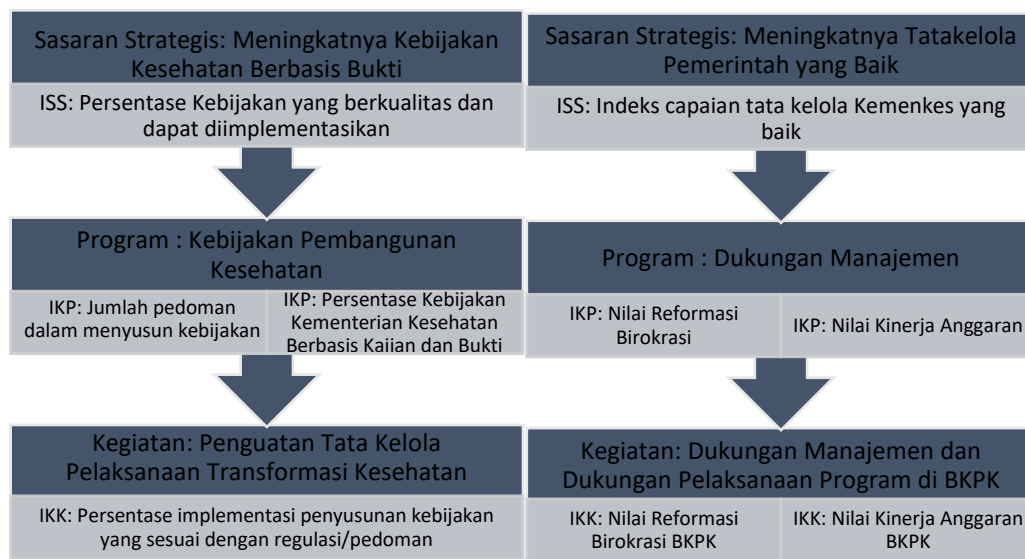 Sasaran Strategis: Meningkatnya Kebijakan
Kesehatan Berbasis Bukti
ISS: Persentase Kebijakan yang berkualitas dan
dapat diimplementasikan
Program : Kebijakan Pembangunan
Kesehatan
IKP: Jumlah pedoman
dalam menyusun kebijakan
IKP: Persentase Kebijakan
Kementerian Kesehatan
Berbasis Kajian dan Bukti
Kegiatan: Penguatan Tata Kelola
Pelaksanaan Transformasi Kesehatan
IKK: Persentase implementasi penyusunan kebijakan
yang sesuai dengan regulasi/pedoman
Sasaran Strategis: Meningkatnya Tatakelola
Pemerintah yang Baik
ISS: Indeks capaian tata kelola Kemenkes yang
baik
Program : Dukungan Manajemen
IKP: Nilai Reformasi
Birokrasi
IKP: Nilai Kinerja Anggaran
Kegiatan: Dukungan Manajemen dan
Dukungan Pelaksanaan Program di BKPK
IKK: Nilai Reformasi
Birokrasi BKPK
IKK: Nilai Kinerja Anggaran
BKPK